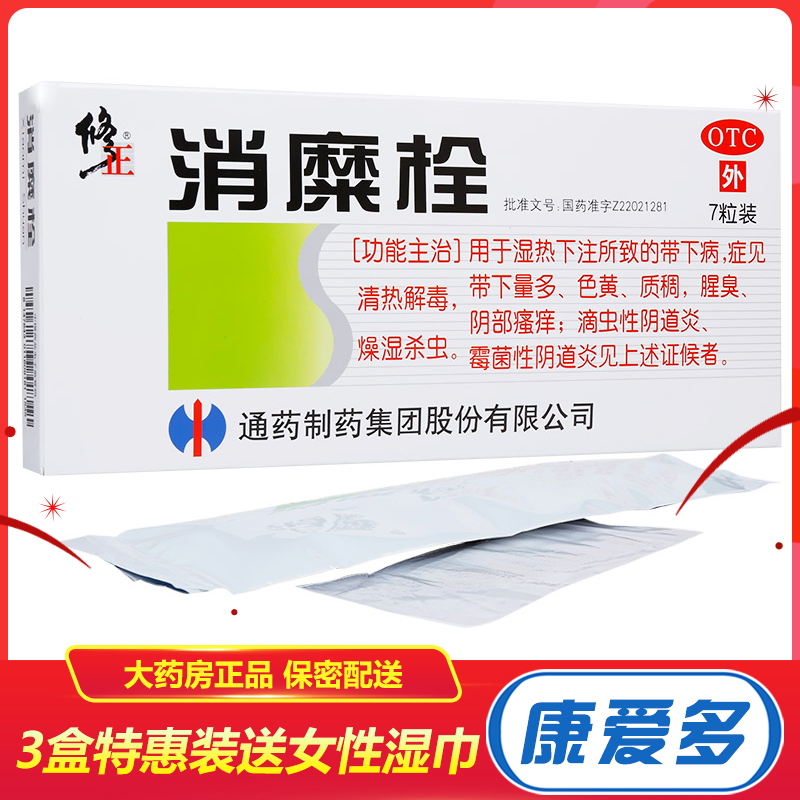 修正®
消糜栓
OTC
外
批准文号:国药准字Z22021281
7粒装
清热解毒，
燥湿杀虫。
[功能主治] 用于湿热下注所致的带下病,症见
带下量多、色黄、质稠，腥臭、
阴部瘙痒；滴虫性阴道炎、
霉菌性阴道炎见上述证候者。
通药制药集团股份有限公司
大药房正品 保密配送
3盒特惠装送女性湿巾
康爱多